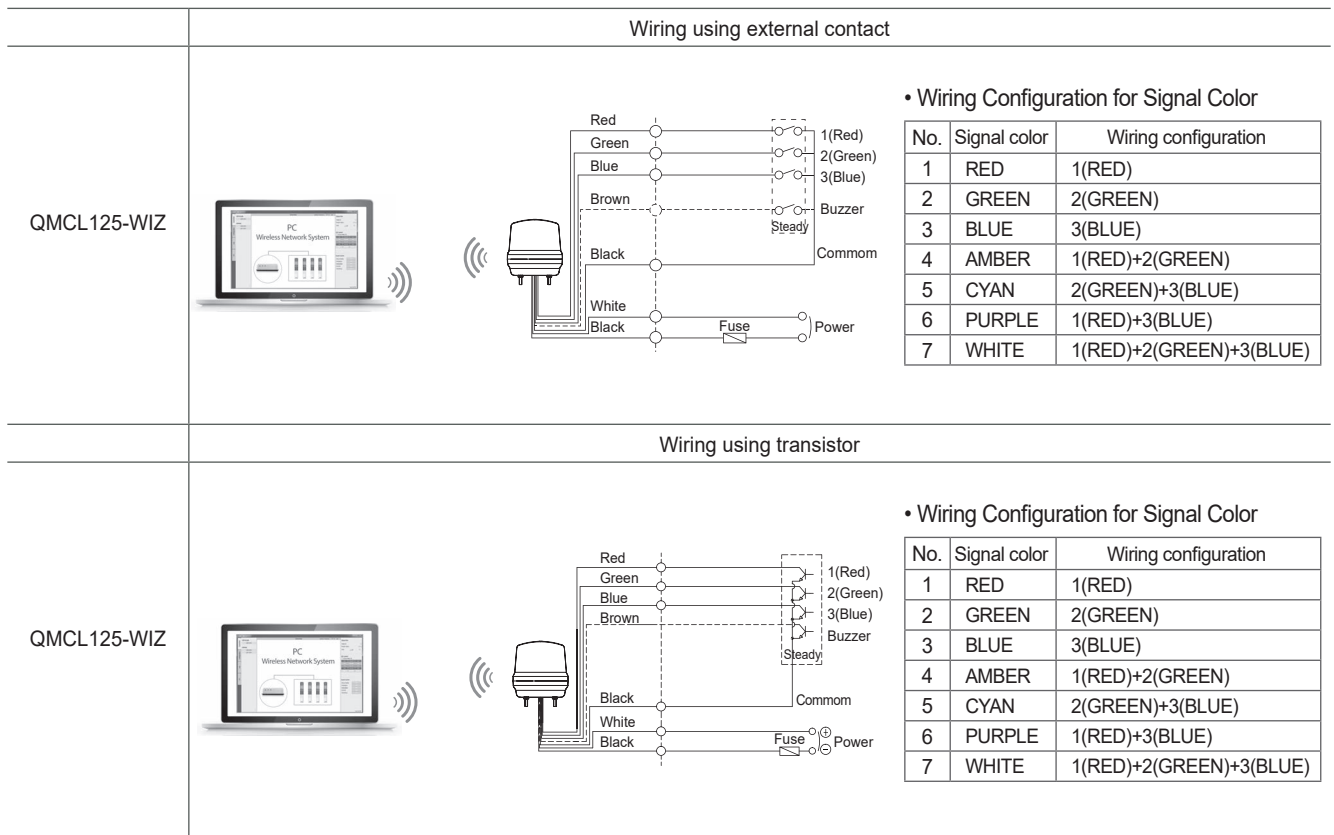 Wiring using external contact
QMCL125-WIZ
PC
Wireless Network System
Red
Green
Blue
Brown
Black
White
Black
1(Red)
2(Green)
3(Blue)
Buzzer
Steady
Commom
Fuse
Power
• Wiring Configuration for Signal Color
No. Signal color Wiring configuration
1 RED 1(RED)
2 GREEN 2(GREEN)
3 BLUE 3(BLUE)
4 AMBER 1(RED)+2(GREEN)
5 CYAN 2(GREEN)+3(BLUE)
6 PURPLE 1(RED)+3(BLUE)
7 WHITE 1(RED)+2(GREEN)+3(BLUE)
Wiring using transistor
QMCL125-WIZ
PC
Wireless Network System
Red
Green
Blue
Brown
Black
White
Black
1(Red)
2(Green)
3(Blue)
Buzzer
Steady
Commom
Fuse
⊕
⊖
Power
• Wiring Configuration for Signal Color
No. Signal color Wiring configuration
1 RED 1(RED)
2 GREEN 2(GREEN)
3 BLUE 3(BLUE)
4 AMBER 1(RED)+2(GREEN)
5 CYAN 2(GREEN)+3(BLUE)
6 PURPLE 1(RED)+3(BLUE)
7 WHITE 1(RED)+2(GREEN)+3(BLUE)